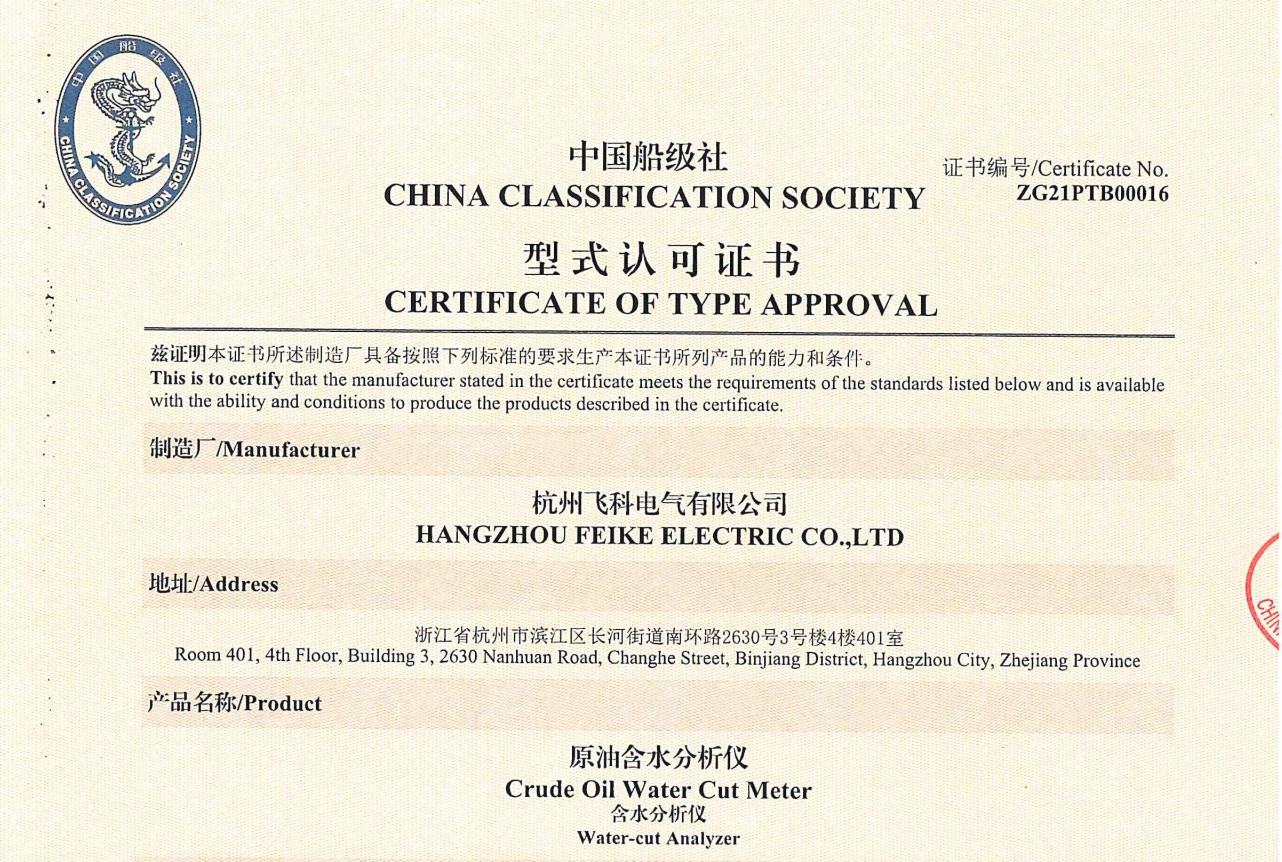 中国船级社
CHINA CLASSIFICATION SOCIETY
中国船级社
CHINA CLASSIFICATION SOCIETY
证书编号/Certificate No.
ZG21PTB00016
型式认可证书
CERTIFICATE OF TYPE APPROVAL
兹证明本证书所述制造厂具备按照下列标准的要求生产本证书所列产品的能力和条件。
This is to certify that the manufacturer stated in the certificate meets the requirements of the standards listed below and is available
with the ability and conditions to produce the products described in the certificate.
制造厂/Manufacturer
杭州飞科电气有限公司
HANGZHOU FEIKE ELECTRIC CO.,LTD
地址/Address
浙江省杭州市滨江区长河街道南环路2630号3号楼4楼401室
Room 401, 4th Floor, Building 3, 2630 Nanhuan Road, Changhe Street, Binjiang District, Hangzhou City, Zhejiang Province
产品名称/Product
原油含水分析仪
Crude Oil Water Cut Meter
含水分析仪
Water-cut Analyzer